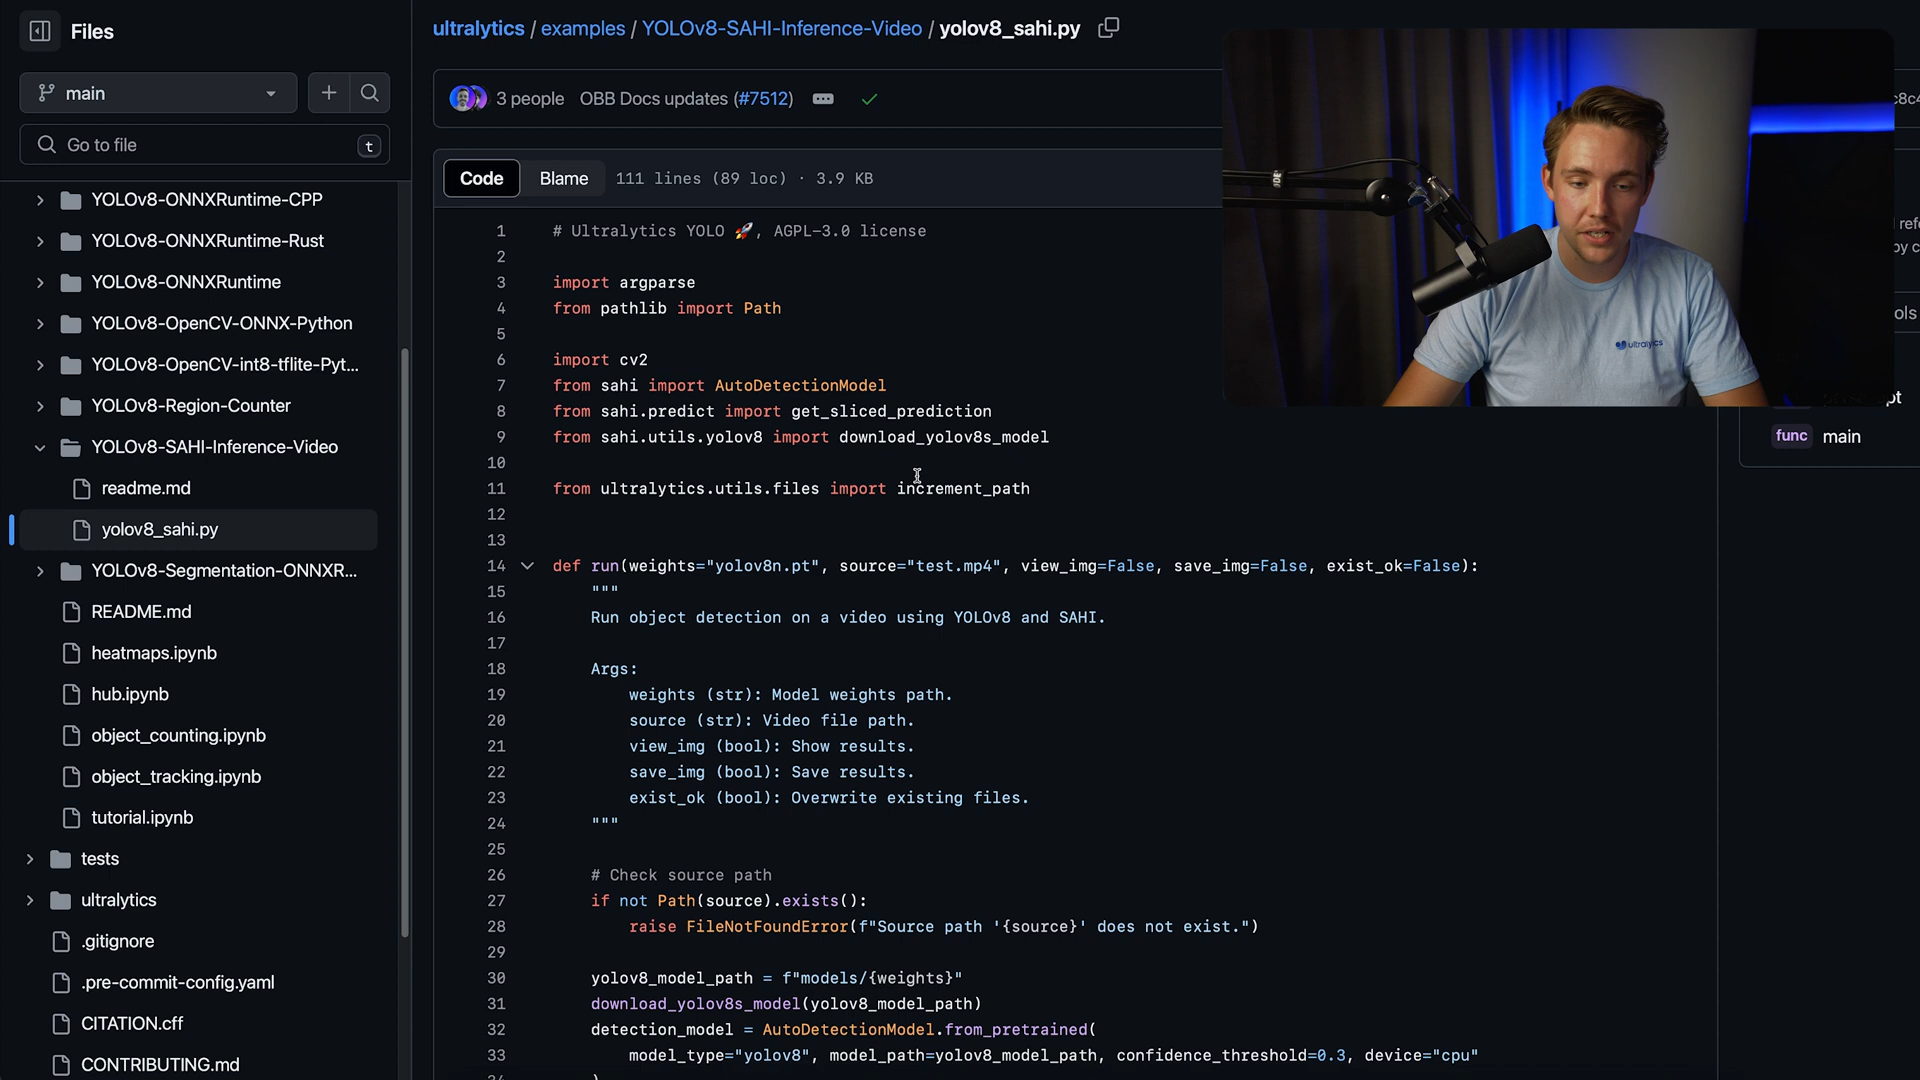 Files
main
Go to file
t
YOLOv8-ONNXRuntime-CPP
YOLOv8-ONNXRuntime-Rust
YOLOv8-ONNXRuntime
YOLOv8-OpenCV-ONNX-Python
YOLOv8-OpenCV-int8-tflite-Pyt...
YOLOv8-Region-Counter
YOLOv8-SAHI-Inference-Video
readme.md
yolov8_sahi.py
YOLOv8-Segmentation-ONNXR...
README.md
heatmaps.ipynb
hub.ipynb
object_counting.ipynb
object_tracking.ipynb
tutorial.ipynb
tests
ultralytics
.gitignore
.pre-commit-config.yaml
CITATION.cff
CONTRIBUTING.md
ultralytics / examples / YOLOv8-SAHI-Inference-Video / yolov8_sahi.py
3 people OBB Docs updates (#7512)
Code Blame 111 lines (89 loc) · 3.9 KB
1 # Ultralytics YOLO 🚀, AGPL-3.0 license
2
3 import argparse
4 from pathlib import Path
5
6 import cv2
7 from sahi import AutoDetectionModel
8 from sahi.predict import get_sliced_prediction
9 from sahi.utils.yolov8 import download_yolov8s_model
10
11 from ultralytics.utils.files import increment_path
12
13
14 def run(weights="yolov8n.pt", source="test.mp4", view_img=False, save_img=False, exist_ok=False):
15 """
16 Run object detection on a video using YOLOv8 and SAHI.
17
18 Args:
19 weights (str): Model weights path.
20 source (str): Video file path.
21 view_img (bool): Show results.
22 save_img (bool): Save results.
23 exist_ok (bool): Overwrite existing files.
24 """
25
26 # Check source path
27 if not Path(source).exists():
28 raise FileNotFoundError(f"Source path '{source}' does not exist.")
29
30 yolov8_model_path = f"models/{weights}"
31 download_yolov8s_model(yolov8_model_path)
32 detection_model = AutoDetectionModel.from_pretrained(
33 model_type="yolov8", model_path=yolov8_model_path, confidence_threshold=0.3, device="cpu"
ultralytics
func main